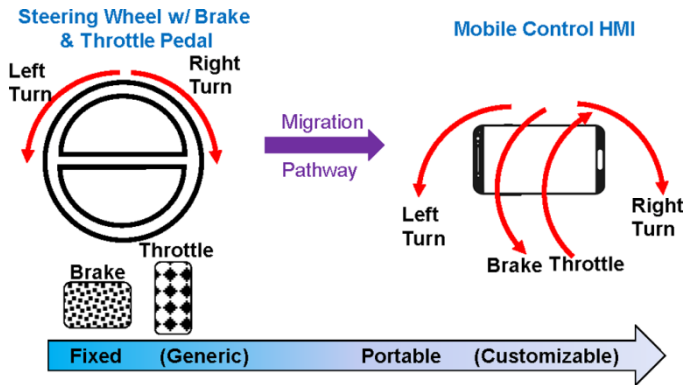 Steering Wheel w/ Brake
& Throttle Pedal
Left
Turn
Right
Turn
Brake
Throttle
Migration
Pathway
Mobile Control HMI
Left
Turn
Brake
Throttle
Right
Turn
Fixed (Generic) Portable (Customizable)